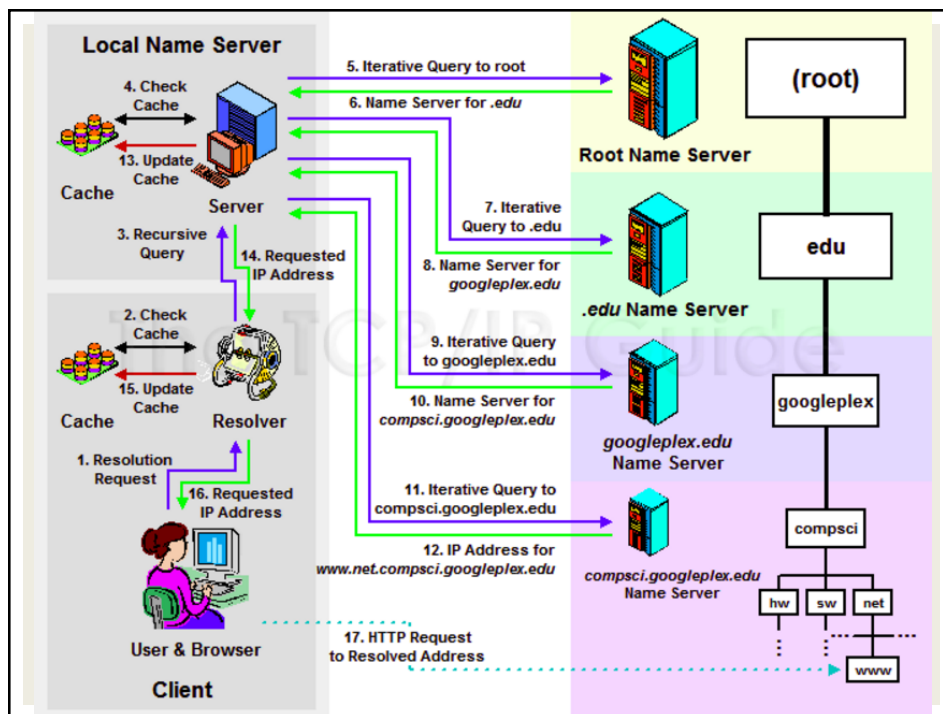 Local Name Server
4. Check
Cache
13. Update
Cache
Cache
Server
3. Recursive
Query
14. Requested
IP Address
5. Iterative Query to root
6. Name Server for .edu
Root Name Server
(root)
7. Iterative
Query to .edu
8. Name Server for
googleplex.edu
.edu Name Server
edu
The TCP/IP Guide
2. Check
Cache
15. Update
Cache
Cache
Resolver
9. Iterative Query
to googleplex.edu
10. Name Server for
compsci.googleplex.edu
googleplex.edu
Name Server
googleplex
1. Resolution
Request
16. Requested
IP Address
11. Iterative Query to
compsci.googleplex.edu
12. IP Address for
www.net.compsci.googleplex.edu
compsci.googleplex.edu
Name Server
compsci
hw
sw
net
www
User & Browser
17. HTTP Request
to Resolved Address
Client